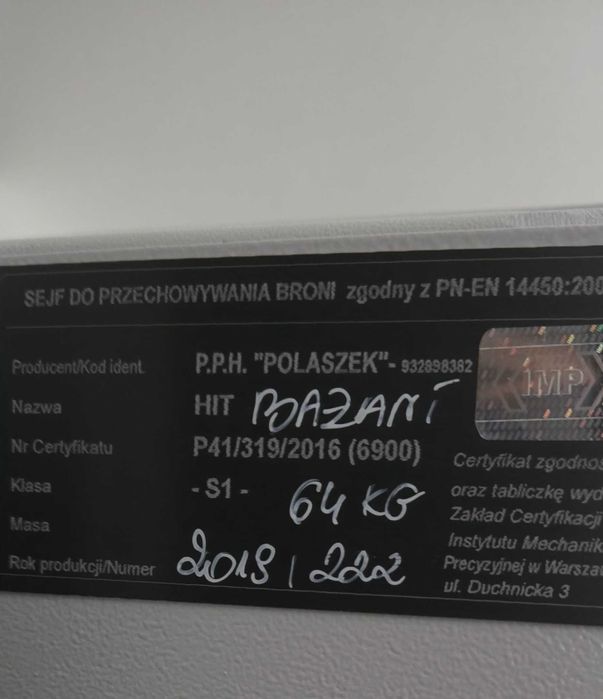 SEJF DO PRZECHOWYWANIA BRONI zgodny z PN-EN 14450:200
Producent/Kod ident. P.P.H. "POLASZEK"- 932898382
Nazwa HIT BAŻANT
Nr Certyfikatu P41/319/2016 (6900)
Klasa - S1 -
Masa 64 KG
Rok produkcji/Numer 2019 / 222
IMP
Certyfikat zgodnoś
oraz tabliczkę wyd
Zakład Certyfikacji
Instytutu Mechanik
Precyzyjnej w Warsza
ul. Duchnicka 3